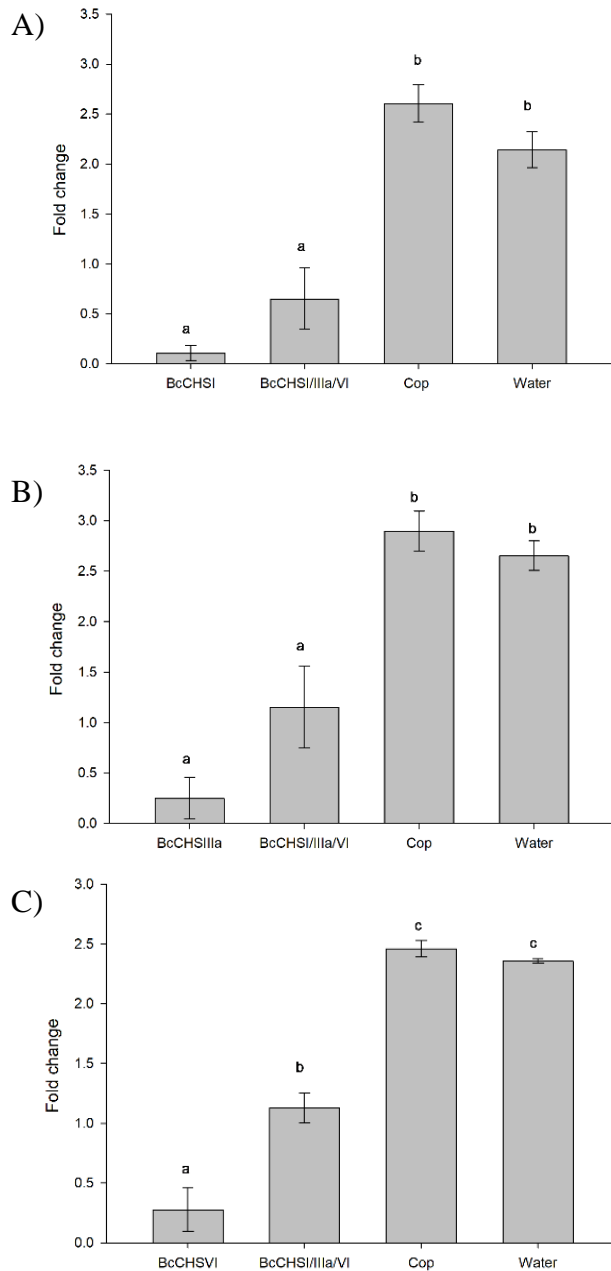 A)
Fold change
3.5
3.0
2.5
2.0
1.5
1.0
0.5
0.0
a
a
b
b
BcCHSI
BcCHSI/IIIa/VI
Cop
Water
B)
Fold change
3.5
3.0
2.5
2.0
1.5
1.0
0.5
0.0
a
a
b
b
BcCHSIIIa
BcCHSI/IIIa/VI
Cop
Water
C)
Fold change
3.0
2.5
2.0
1.5
1.0
0.5
0.0
a
b
c
c
BcCHSVI
BcCHSI/IIIa/VI
Cop
Water